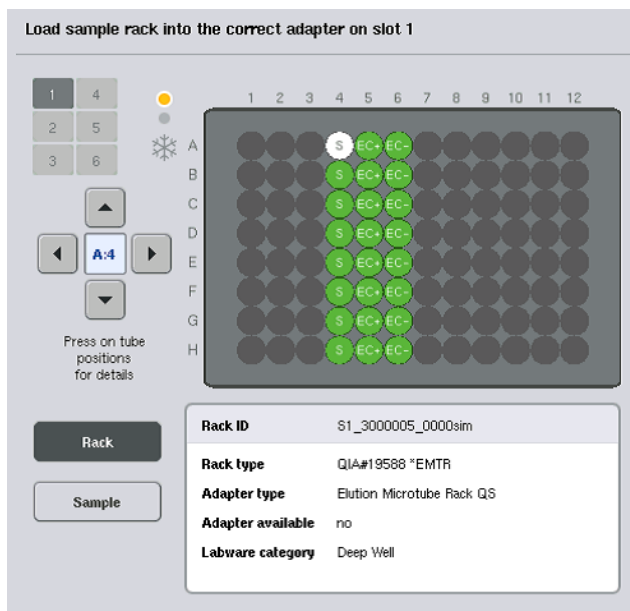 Load sample rack into the correct adapter on slot 1
1 4
2 5
3 6
1 2 3 4 5 6 7 8 9 10 11 12
A S EC+ EC-
B S EC+ EC-
C S EC+ EC-
D S EC+ EC-
E S EC+ EC-
F S EC+ EC-
G S EC+ EC-
H S EC+ EC-
A:4
Press on tube
positions
for details
Rack
Sample
Rack ID S1_3000005_0000sim
Rack type QIA#19588 *EMTR
Adapter type Elution Microtube Rack QS
Adapter available no
Labware category Deep Well